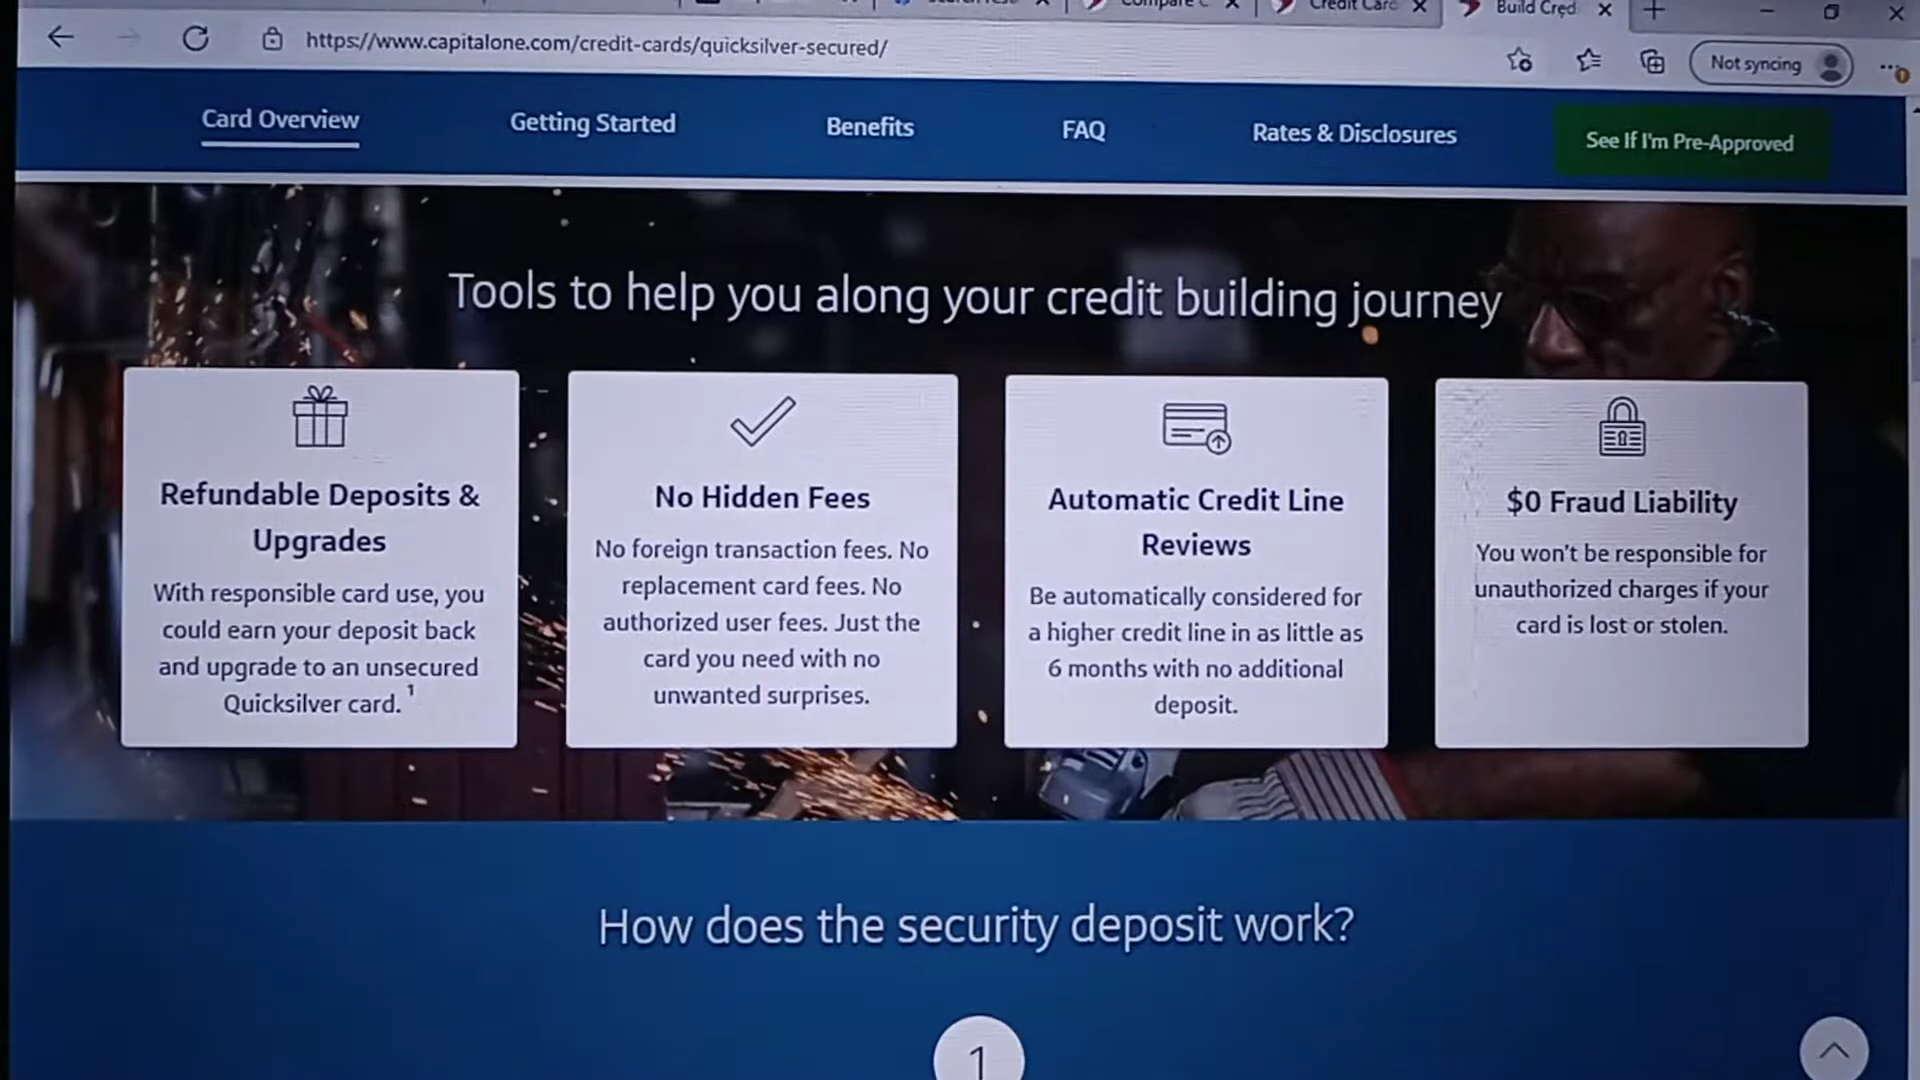 Credit Card
Build Cred
https://www.capitalone.com/credit-cards/quicksilver-secured/
Not syncing
Card Overview
Getting Started
Benefits
FAQ
Rates & Disclosures
See If I'm Pre-Approved
Tools to help you along your credit building journey
Refundable Deposits &
Upgrades
With responsible card use, you
could earn your deposit back
and upgrade to an unsecured
Quicksilver card.¹
No Hidden Fees
No foreign transaction fees. No
replacement card fees. No
authorized user fees. Just the
card you need with no
unwanted surprises.
Automatic Credit Line
Reviews
Be automatically considered for
a higher credit line in as little as
6 months with no additional
deposit.
$0 Fraud Liability
You won't be responsible for
unauthorized charges if your
card is lost or stolen.
How does the security deposit work?
1